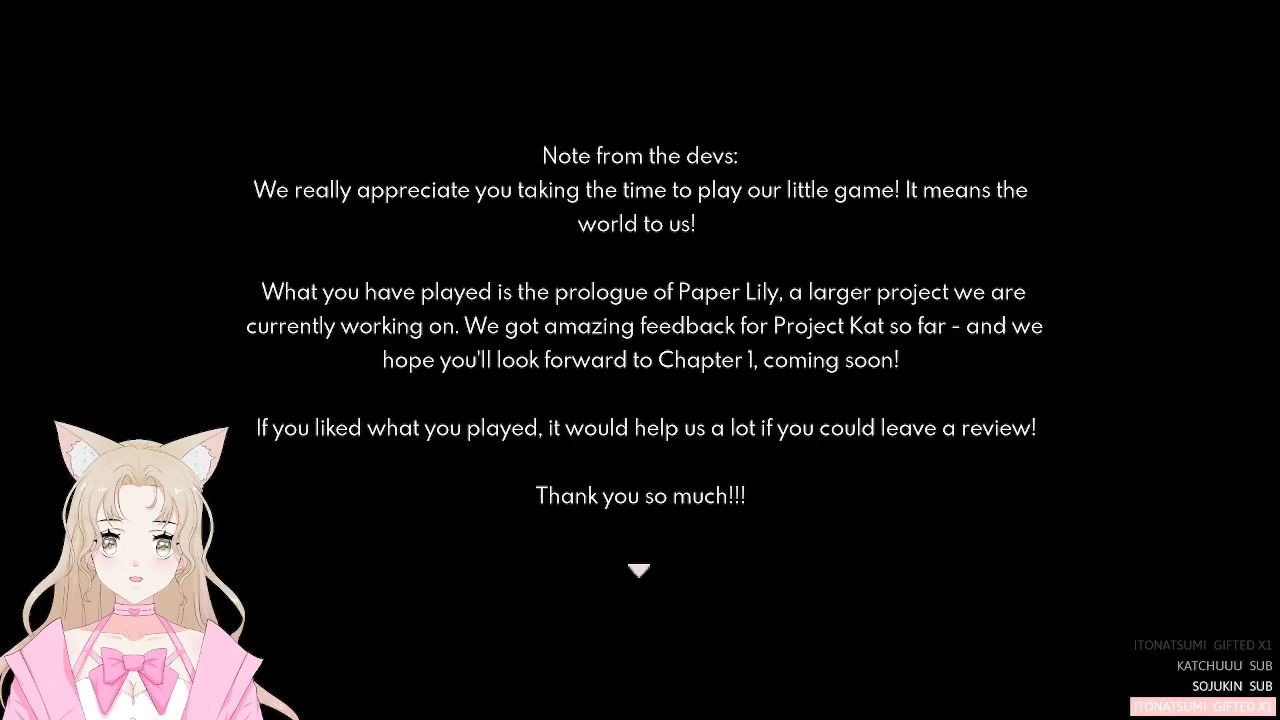 Note from the devs:
We really appreciate you taking the time to play our little game! It means the
world to us!
What you have played is the prologue of Paper Lily, a larger project we are
currently working on. We got amazing feedback for Project Kat so far - and we
hope you'll look forward to Chapter 1, coming soon!
If you liked what you played, it would help us a lot if you could leave a review!
Thank you so much!!!
ITONATSUMI GIFTED X1
KATCHUUU SUB
SOJUKIN SUB
ITONATSUMI GIFTED X1